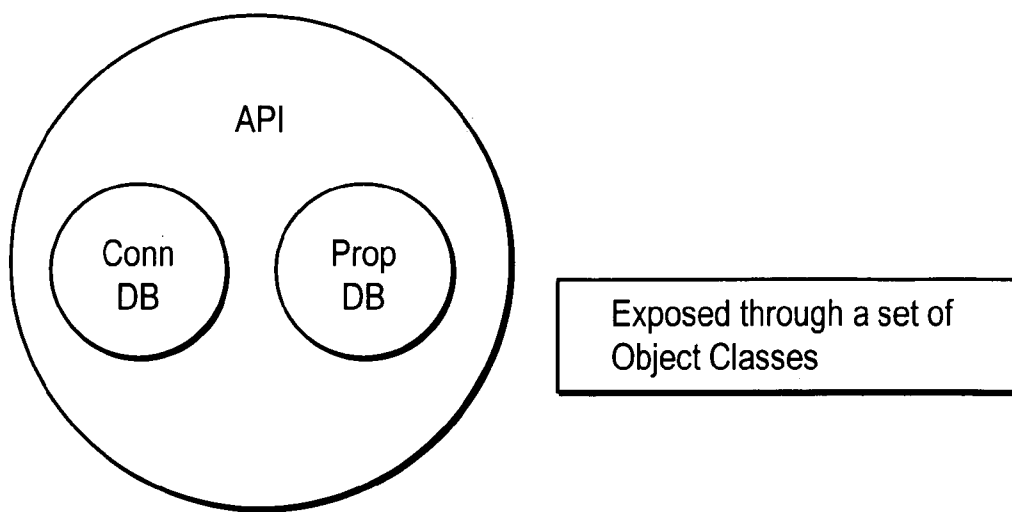 API
Conn
DB
Prop
DB
Exposed through a set of
Object Classes